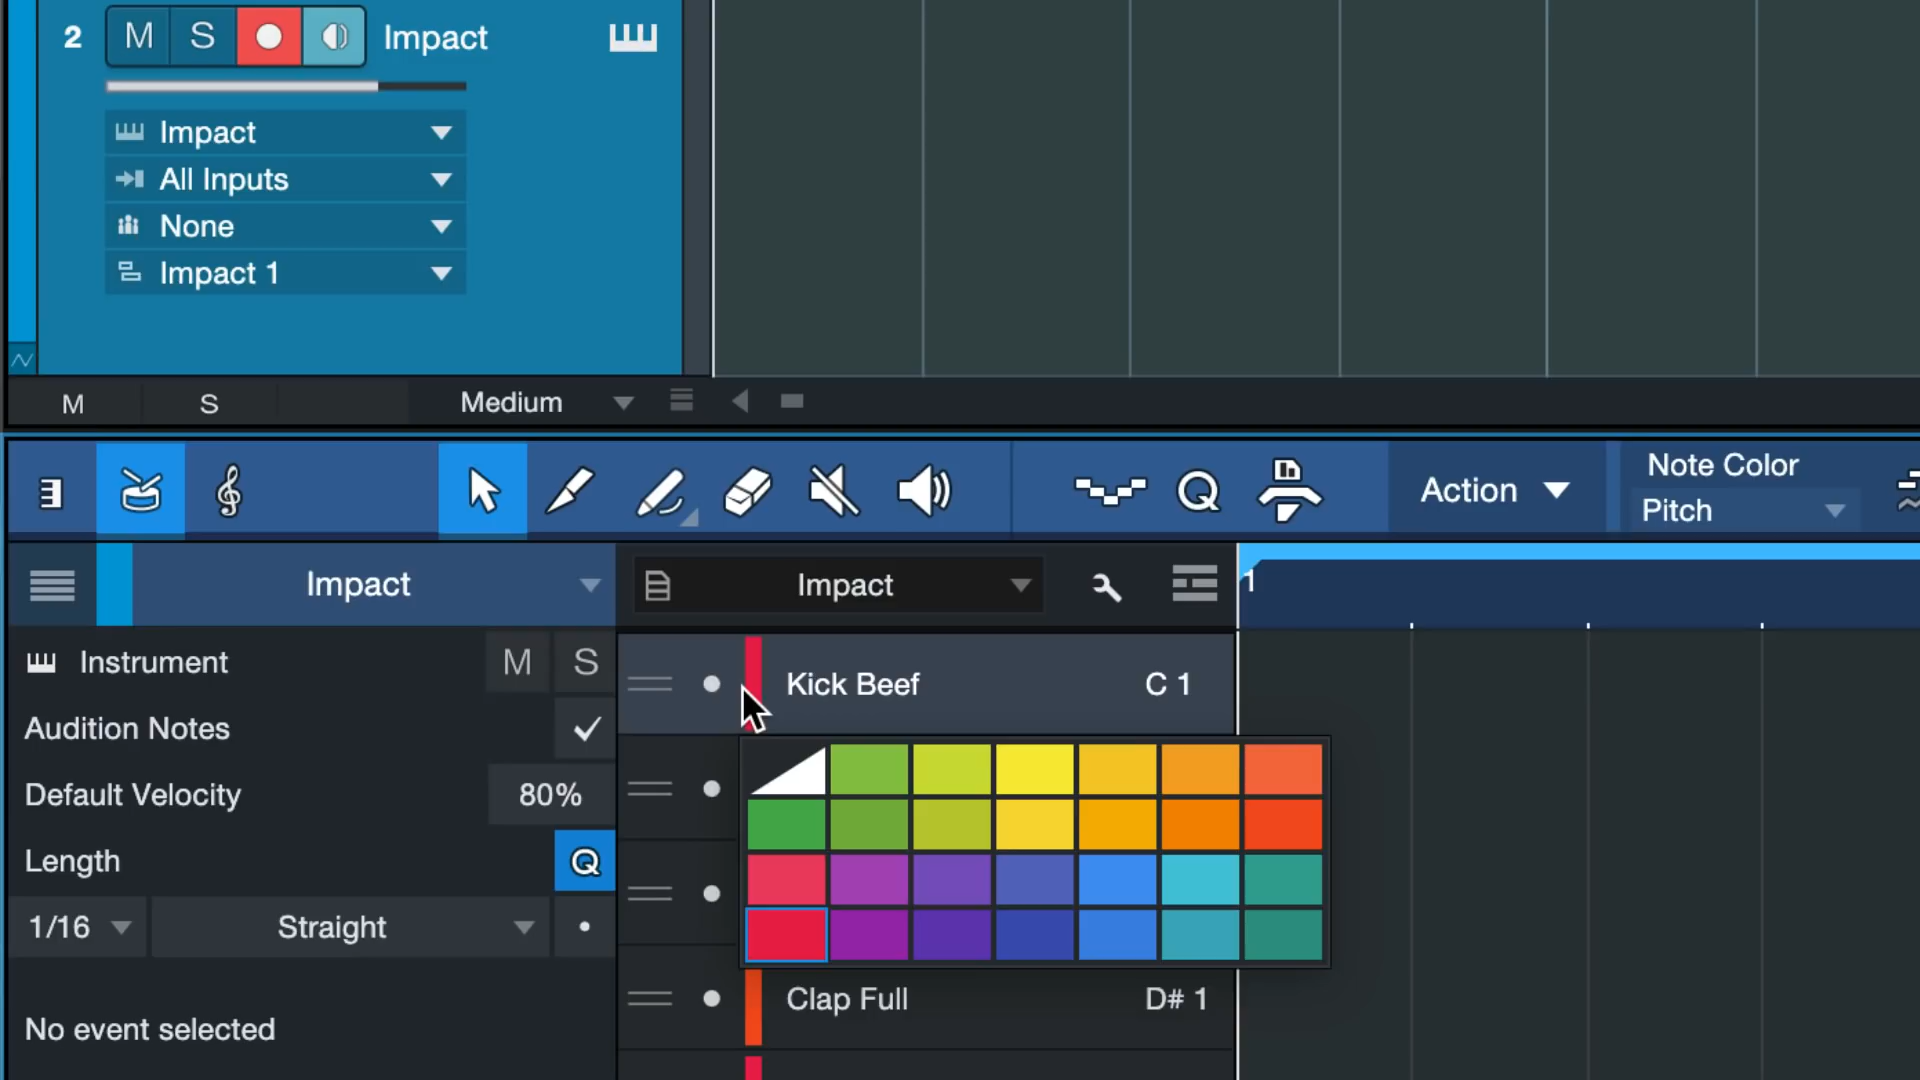 2 M S Impact
Impact
All Inputs
None
Impact 1
M S Medium
Action
Note Color
Pitch
Q
Impact
Impact
1
Instrument M S
Audition Notes
Default Velocity 80%
Length Q
1/16 Straight
No event selected
Kick Beef C 1
Clap Full D# 1